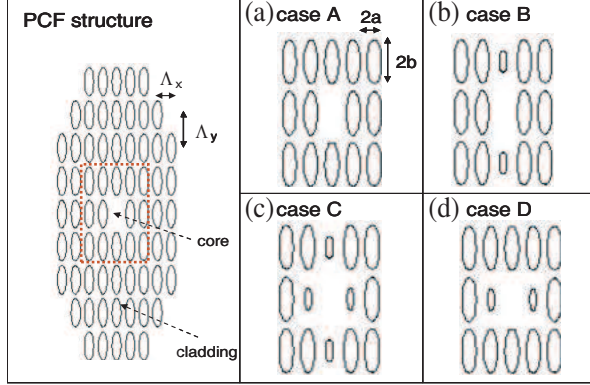 PCF structure
Λx
Λy
core
cladding
(a) case A
2a
2b
(b) case B
(c) case C
(d) case D